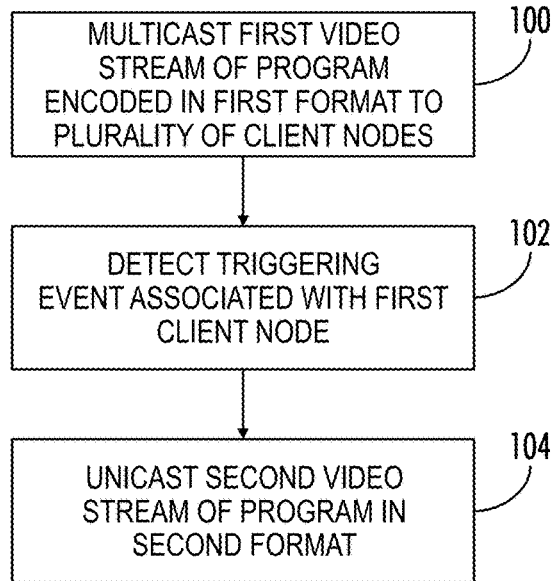 100
MULTICAST FIRST VIDEO
STREAM OF PROGRAM
ENCODED IN FIRST FORMAT TO
PLURALITY OF CLIENT NODES
102
DETECT TRIGGERING
EVENT ASSOCIATED WITH FIRST
CLIENT NODE
104
UNICAST SECOND VIDEO
STREAM OF PROGRAM IN
SECOND FORMAT